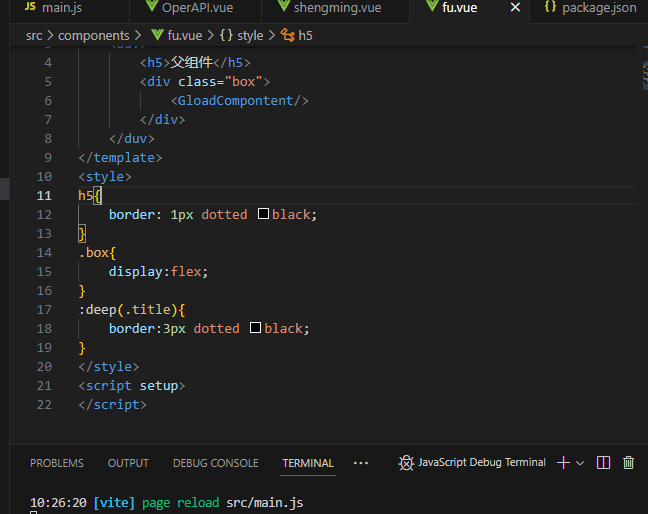 main.js OperAPI.vue shengming.vue fu.vue package.json
src > components > fu.vue > {} style > h5
4 <h5>父组件</h5>
5 <div class="box">
6 <GloadCompontent/>
7 </div>
8 </duv>
9 </template>
10 <style>
11 h5{
12 border: 1px dotted black;
13 }
14 .box{
15 display:flex;
16 }
17 :deep(.title){
18 border:3px dotted black;
19 }
20 </style>
21 <script setup>
22 </script>
PROBLEMS OUTPUT DEBUG CONSOLE TERMINAL ··· JavaScript Debug Terminal
10:26:20 [vite] page reload src/main.js